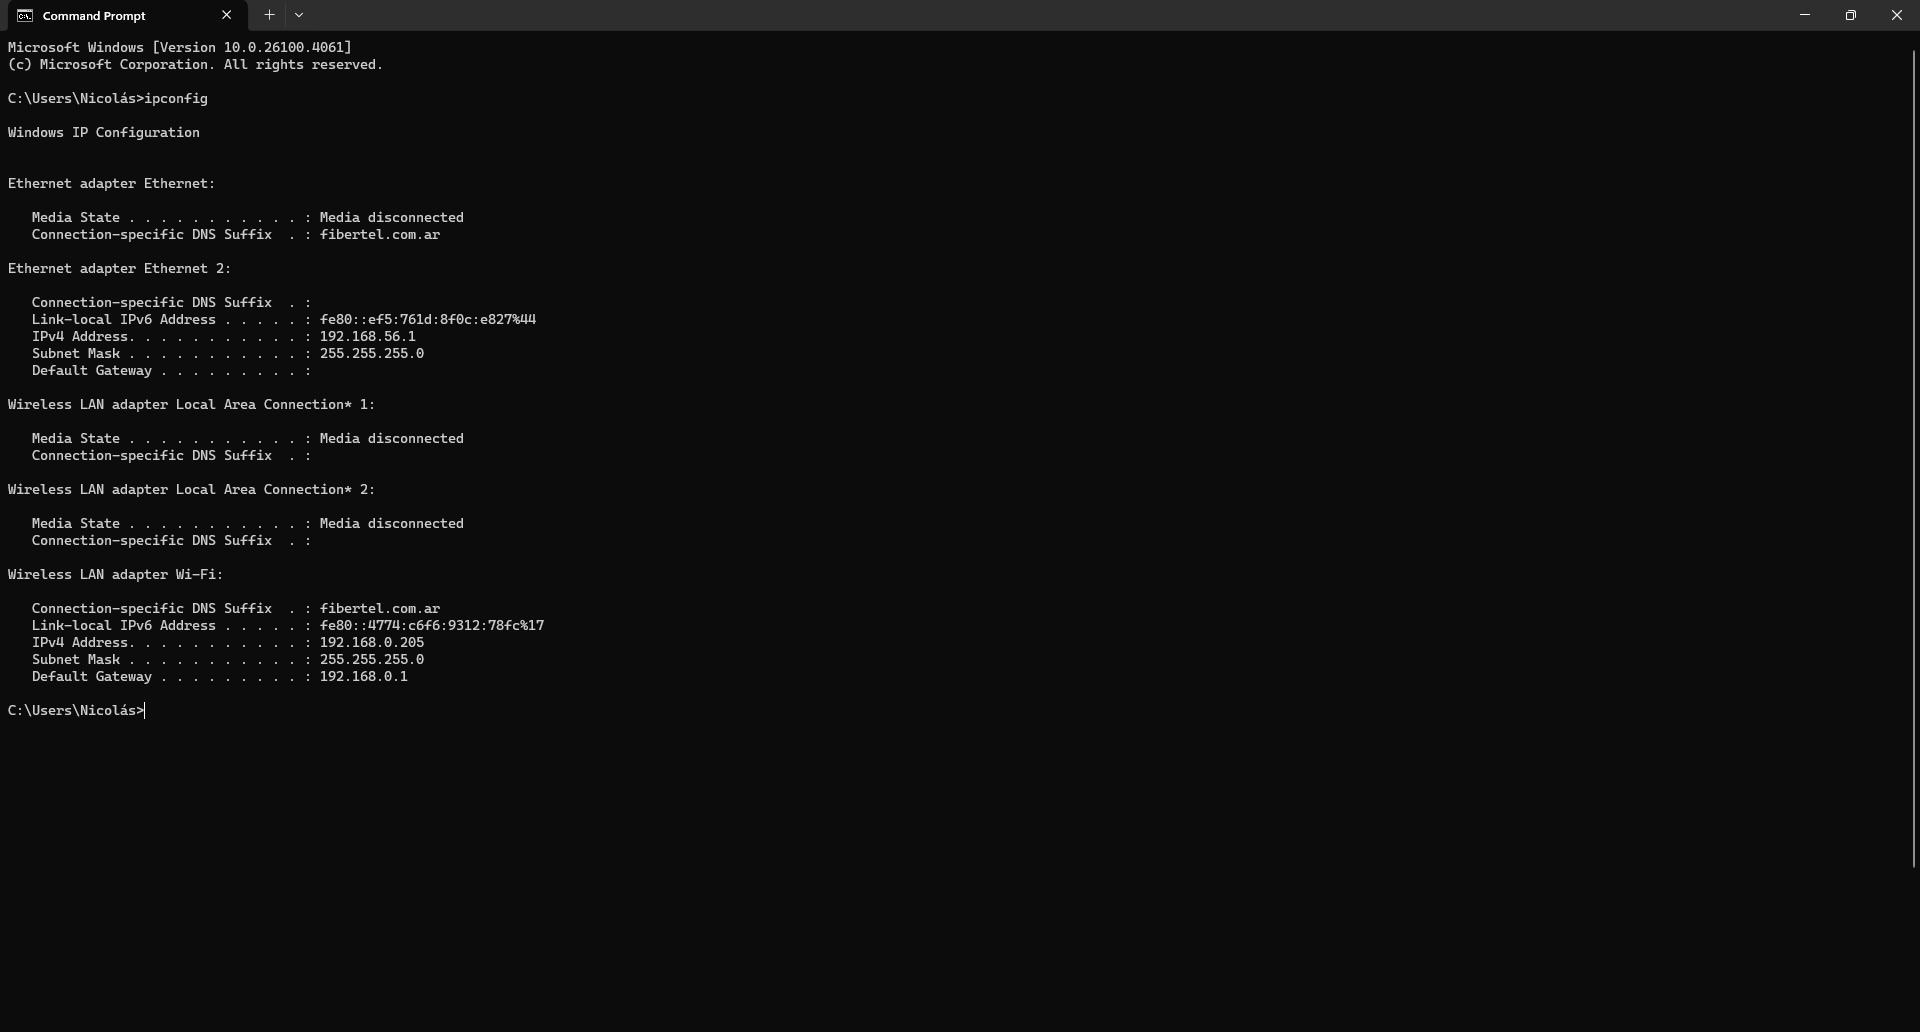 Command Prompt
Microsoft Windows [Version 10.0.26100.4061]
(c) Microsoft Corporation. All rights reserved.
C:\Users\Nicolás>ipconfig
Windows IP Configuration
Ethernet adapter Ethernet:
   Media State . . . . . . . . . . . : Media disconnected
   Connection-specific DNS Suffix  . : fibertel.com.ar
Ethernet adapter Ethernet 2:
   Connection-specific DNS Suffix  . :
   Link-local IPv6 Address . . . . . : fe80::ef5:761d:8f0c:e827%44
   IPv4 Address. . . . . . . . . . . : 192.168.56.1
   Subnet Mask . . . . . . . . . . . : 255.255.255.0
   Default Gateway . . . . . . . . . :
Wireless LAN adapter Local Area Connection* 1:
   Media State . . . . . . . . . . . : Media disconnected
   Connection-specific DNS Suffix  . :
Wireless LAN adapter Local Area Connection* 2:
   Media State . . . . . . . . . . . : Media disconnected
   Connection-specific DNS Suffix  . :
Wireless LAN adapter Wi-Fi:
   Connection-specific DNS Suffix  . : fibertel.com.ar
   Link-local IPv6 Address . . . . . : fe80::4774:c6f6:9312:78fc%17
   IPv4 Address. . . . . . . . . . . : 192.168.0.205
   Subnet Mask . . . . . . . . . . . : 255.255.255.0
   Default Gateway . . . . . . . . . : 192.168.0.1
C:\Users\Nicolás>